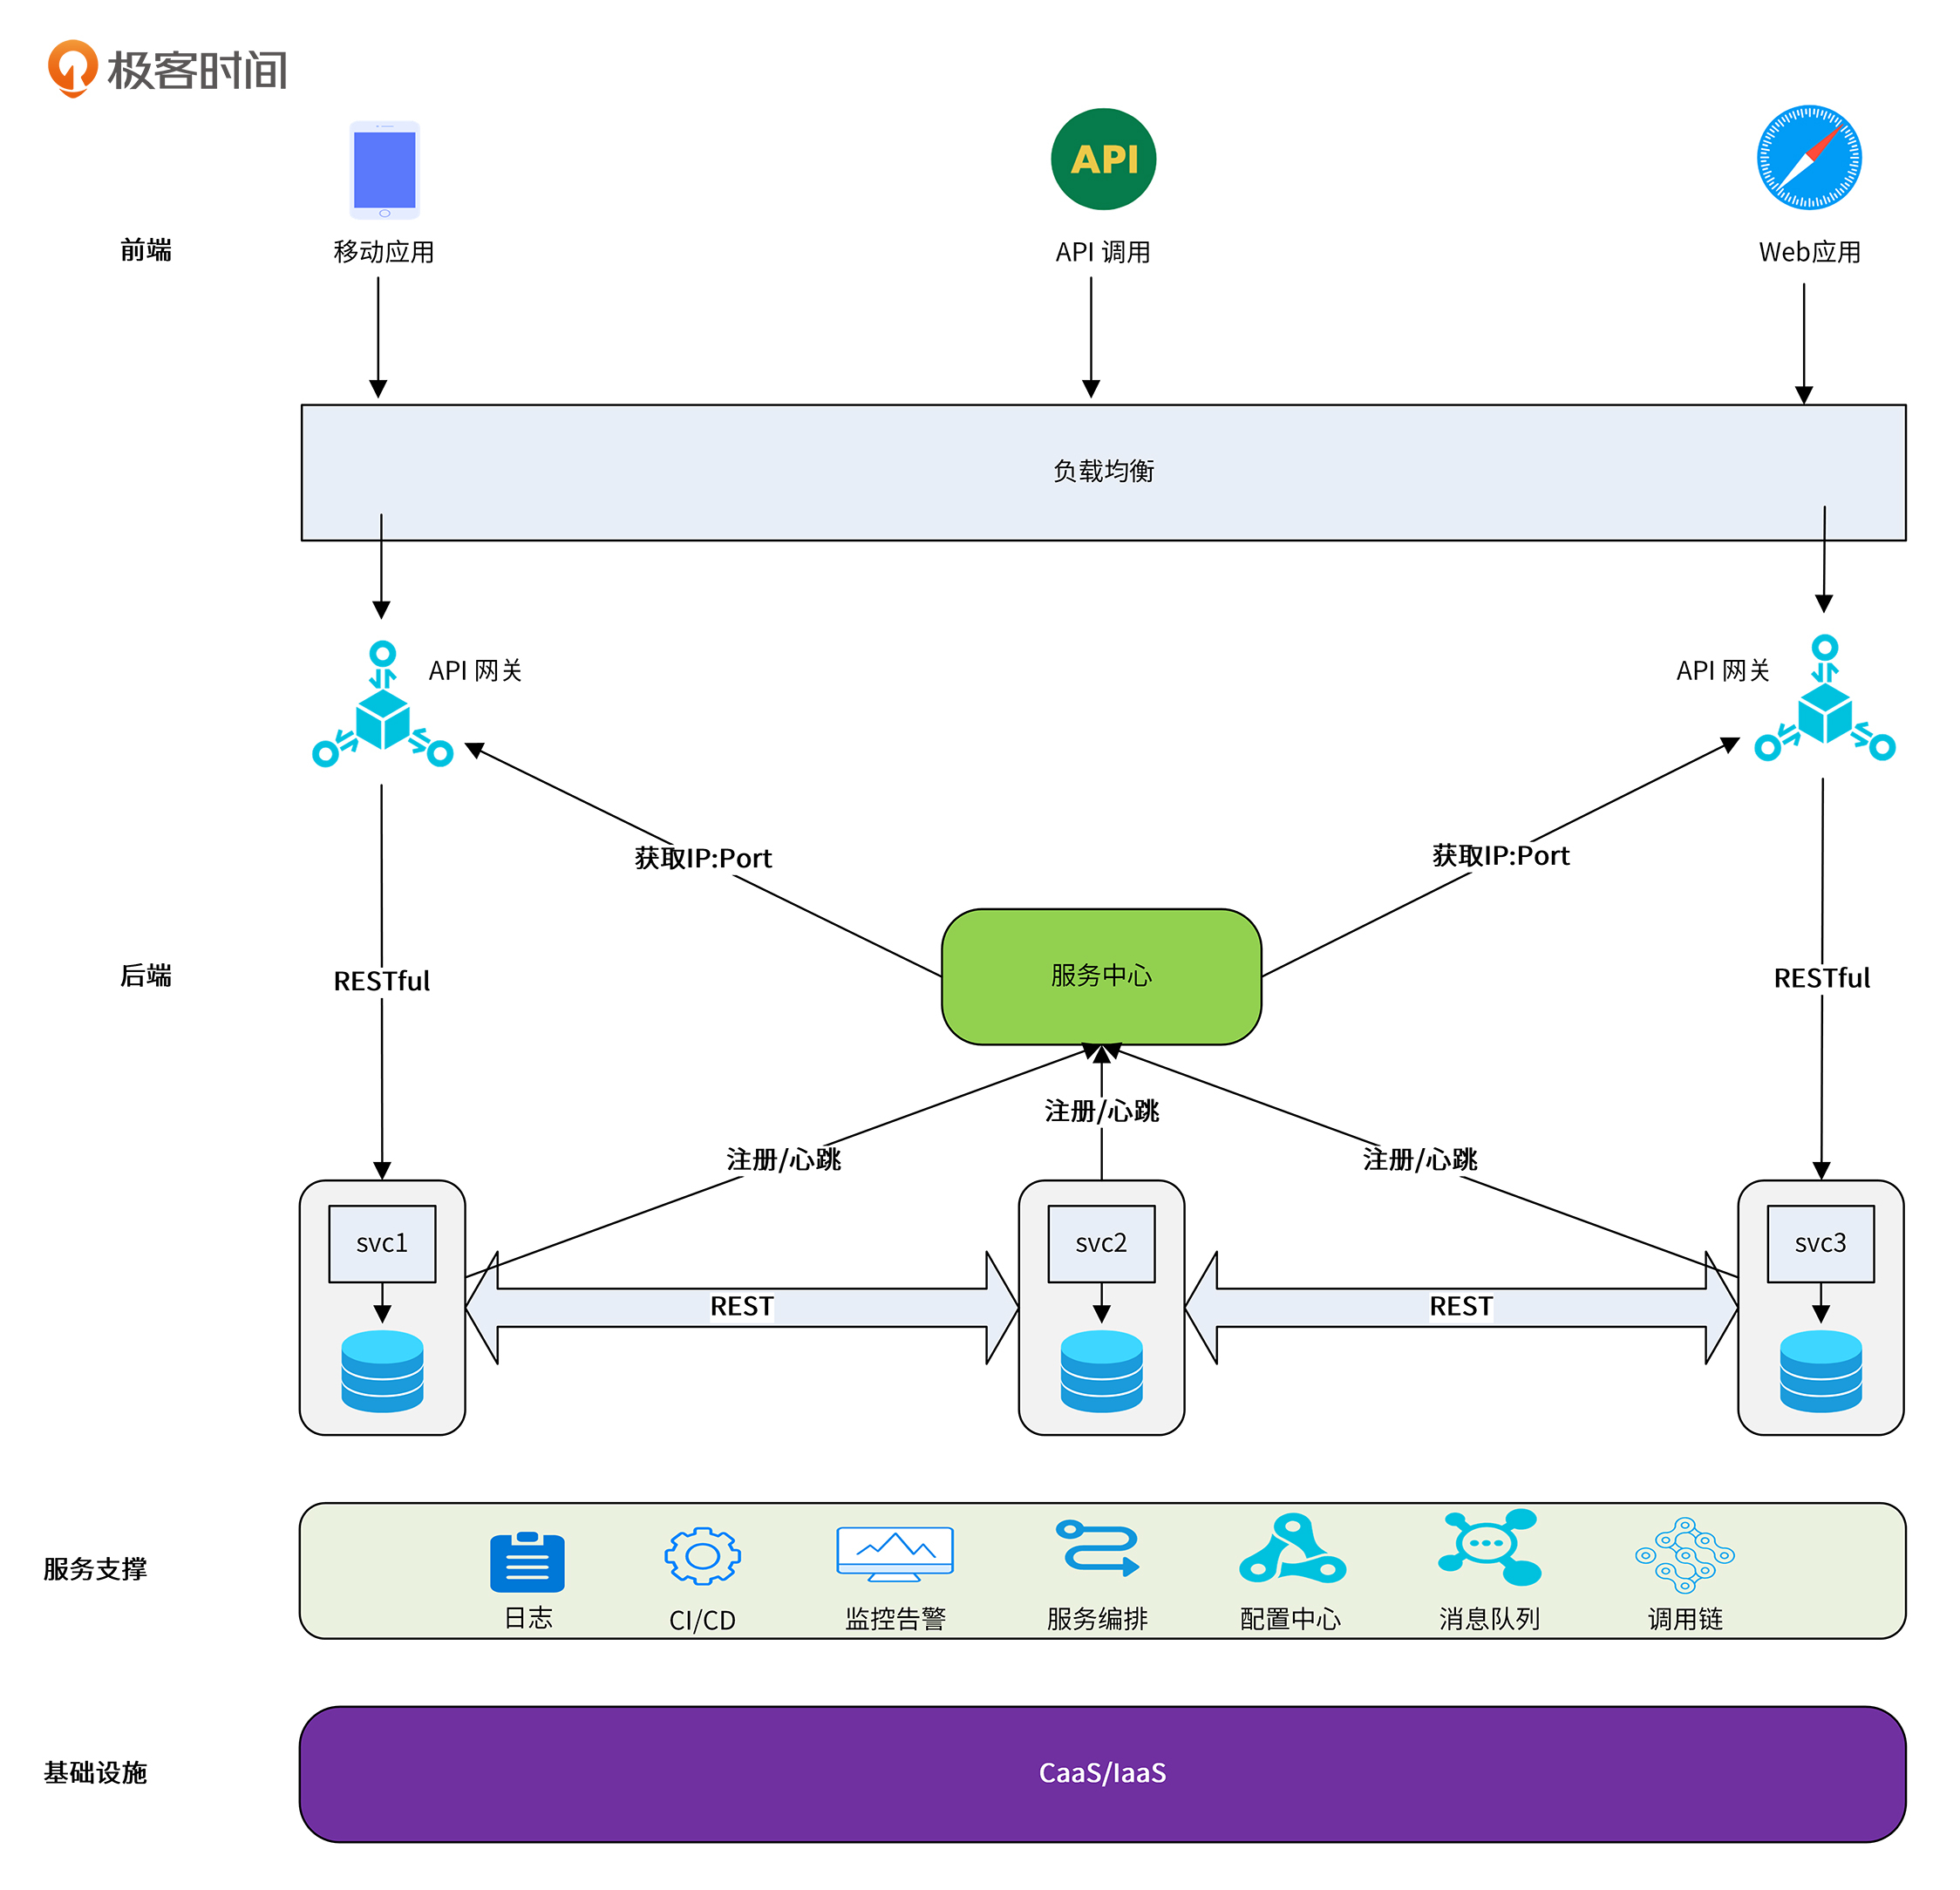 极客时间
API
前端
移动应用
API 调用
Web应用
负载均衡
API 网关
API 网关
获取IP:Port
获取IP:Port
后端
RESTful
服务中心
RESTful
注册/心跳
注册/心跳
注册/心跳
svc1
svc2
svc3
REST
REST
服务支撑
日志
CI/CD
监控告警
服务编排
配置中心
消息队列
调用链
基础设施
CaaS/IaaS